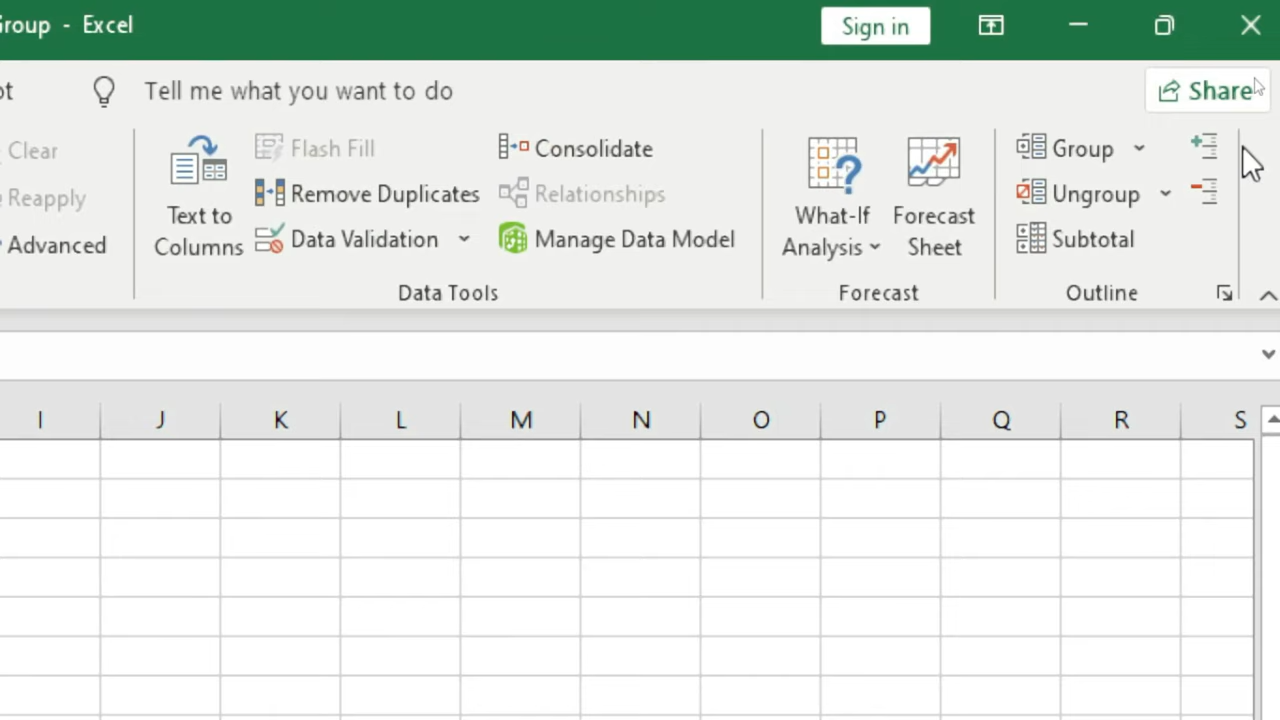 Group - Excel
Sign in
ot
Tell me what you want to do
Share
Clear
Reapply
Advanced
Text to
Columns
Flash Fill
Remove Duplicates
Data Validation
Consolidate
Relationships
Manage Data Model
Data Tools
What-If
Analysis
Forecast
Sheet
Forecast
Group
Ungroup
Subtotal
Outline
I J K L M N O P Q R S